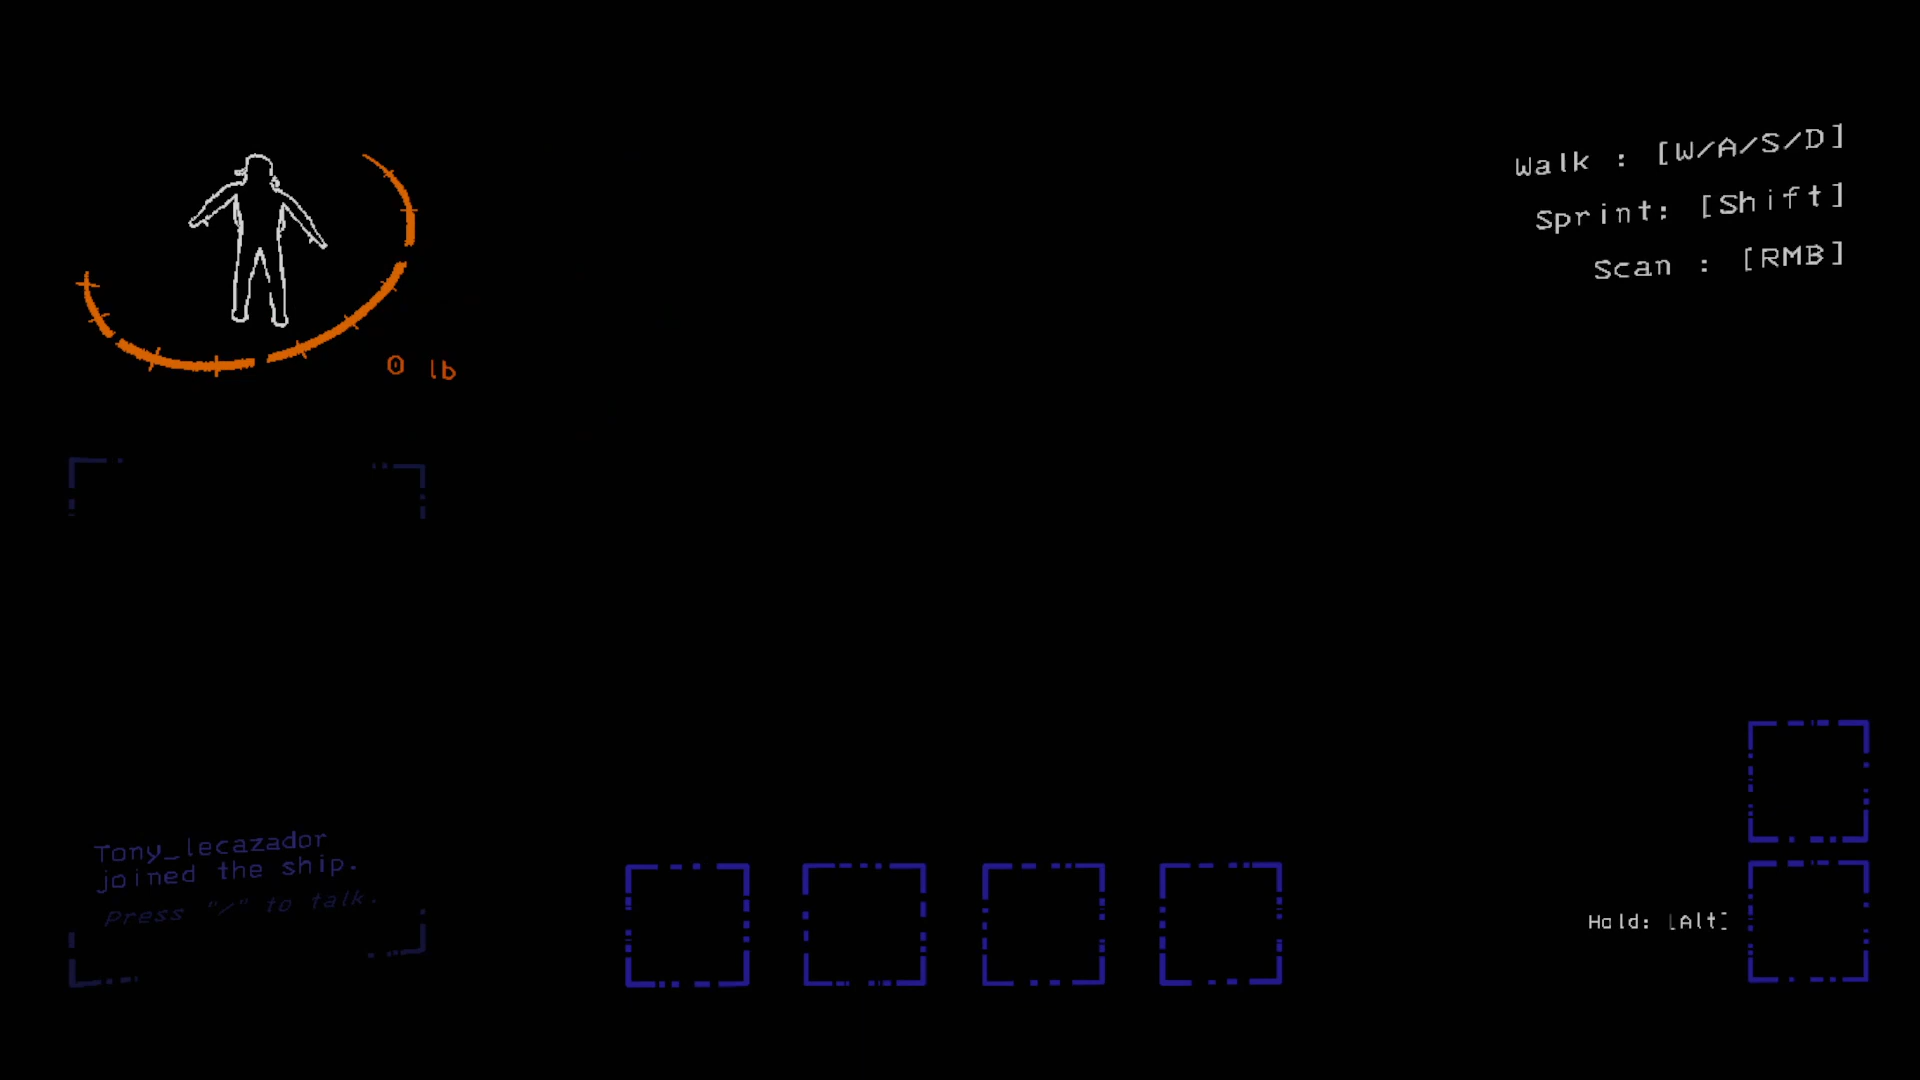 Walk : [W/A/S/D]
Sprint: [Shift]
Scan : [RMB]
0 lb
Tony_lecazador
joined the ship.
Press "/" to talk.
Hold: [Alt]